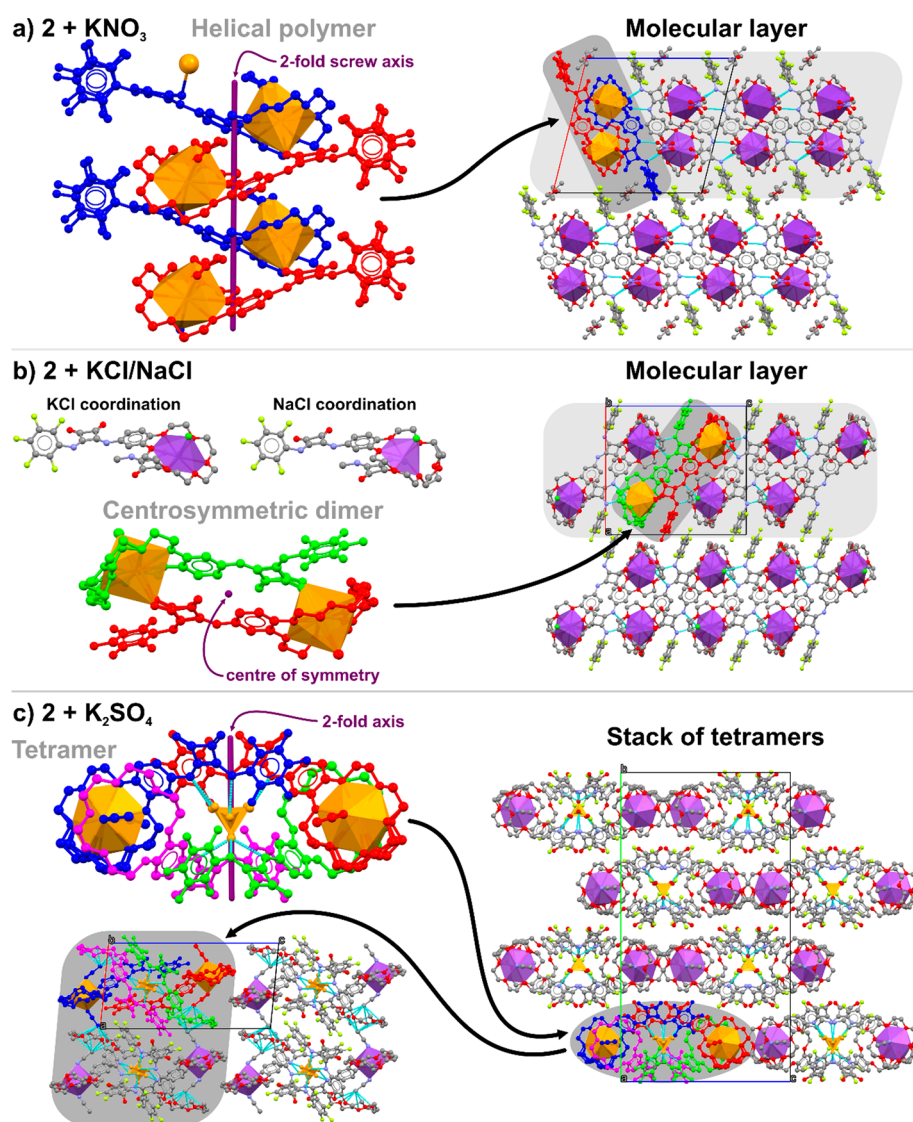 a) 2 + KNO₃
Helical polymer
2-fold screw axis
Molecular layer
b) 2 + KCl/NaCl
KCl coordination
NaCl coordination
Molecular layer
b
c
a
Centrosymmetric dimer
centre of symmetry
c) 2 + K₂SO₄
Tetramer
2-fold axis
Stack of tetramers
b
a
c
b
c
a